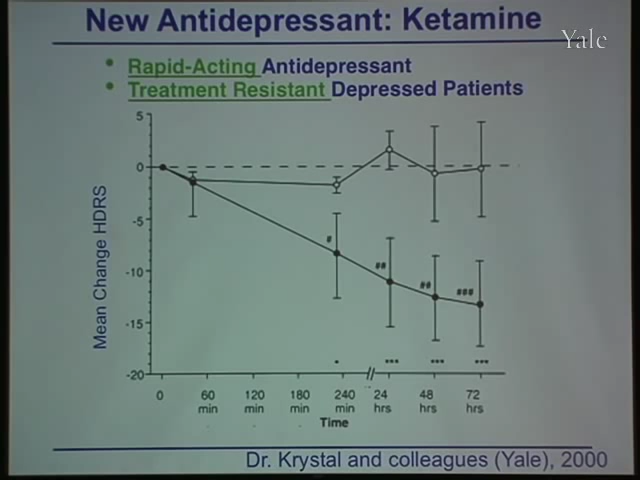 New Antidepressant: Ketamine
Yale
• Rapid-Acting Antidepressant
• Treatment Resistant Depressed Patients
5
0
-5
-10
-15
-20
Mean Change HDRS
#
##
##
###
*
***
***
***
0 60 120 180 240 24 48 72
min min min min hrs hrs hrs
Time
Dr. Krystal and colleagues (Yale), 2000